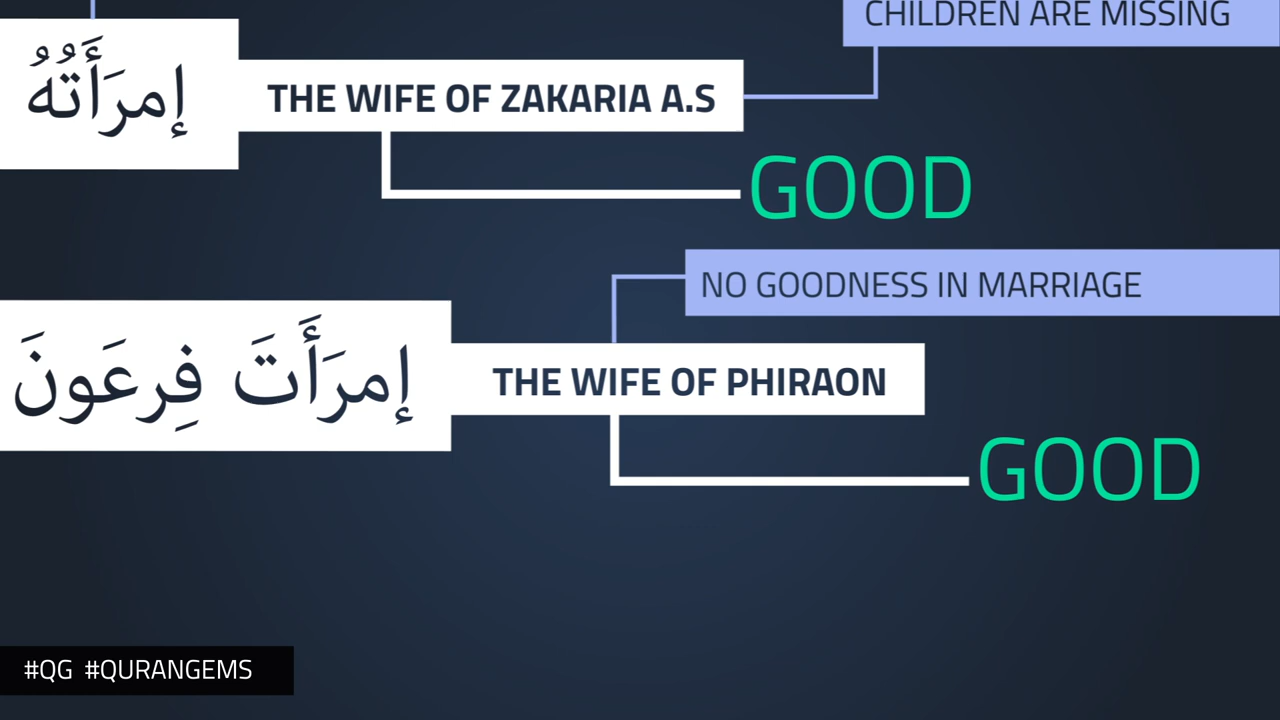 CHILDREN ARE MISSING
إمرَأَتُهُ
THE WIFE OF ZAKARIA A.S
GOOD
NO GOODNESS IN MARRIAGE
إمرَأَتَ فِرعَونَ
THE WIFE OF PHIRAON
GOOD
#QG #QURANGEMS